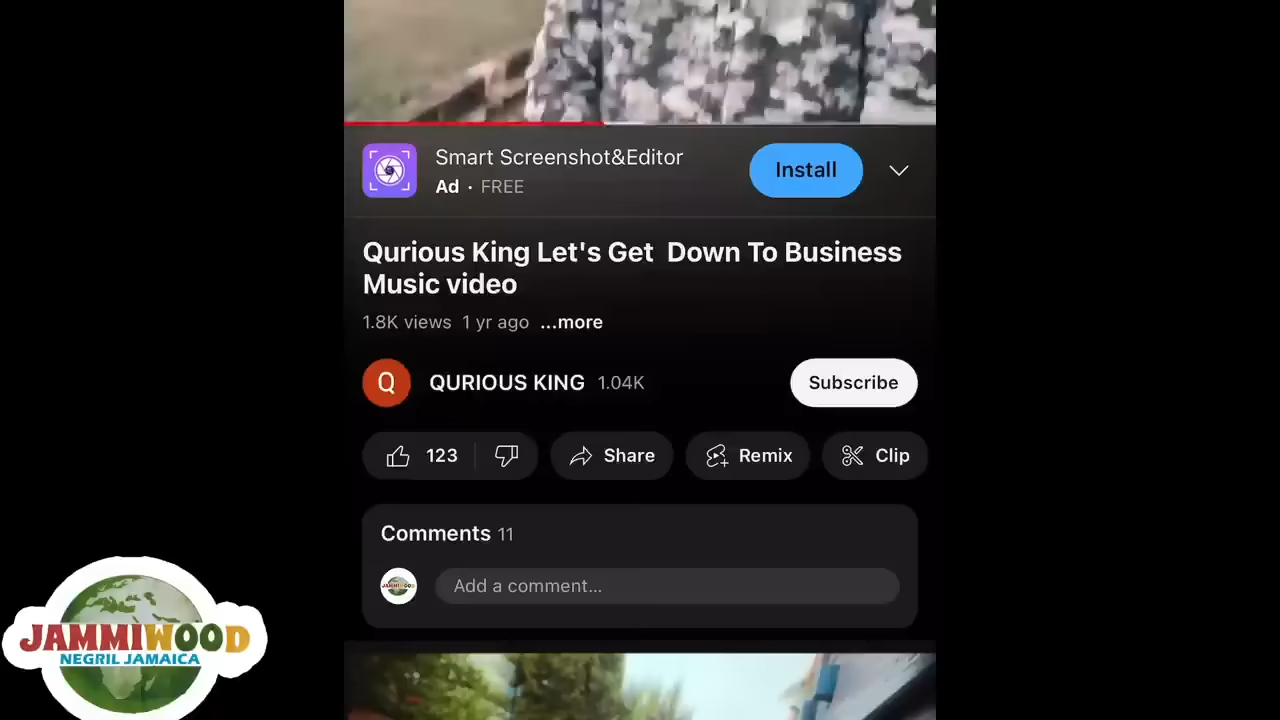 Smart Screenshot&Editor
Ad · FREE
Install
Qurious King Let's Get  Down To Business
Music video
1.8K views 1 yr ago ...more
Q
QURIOUS KING 1.04K
Subscribe
123
Share
Remix
Clip
Comments 11
JAMMIWOOD
Add a comment...
JAMMIWOOD
NEGRIL JAMAICA